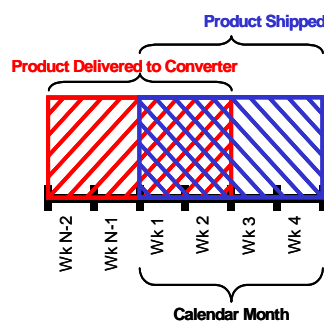 Product Shipped
Product Delivered to Converter
Wk N-2
Wk N-1
Wk 1
Wk 2
Wk 3
Wk 4
Calendar Month